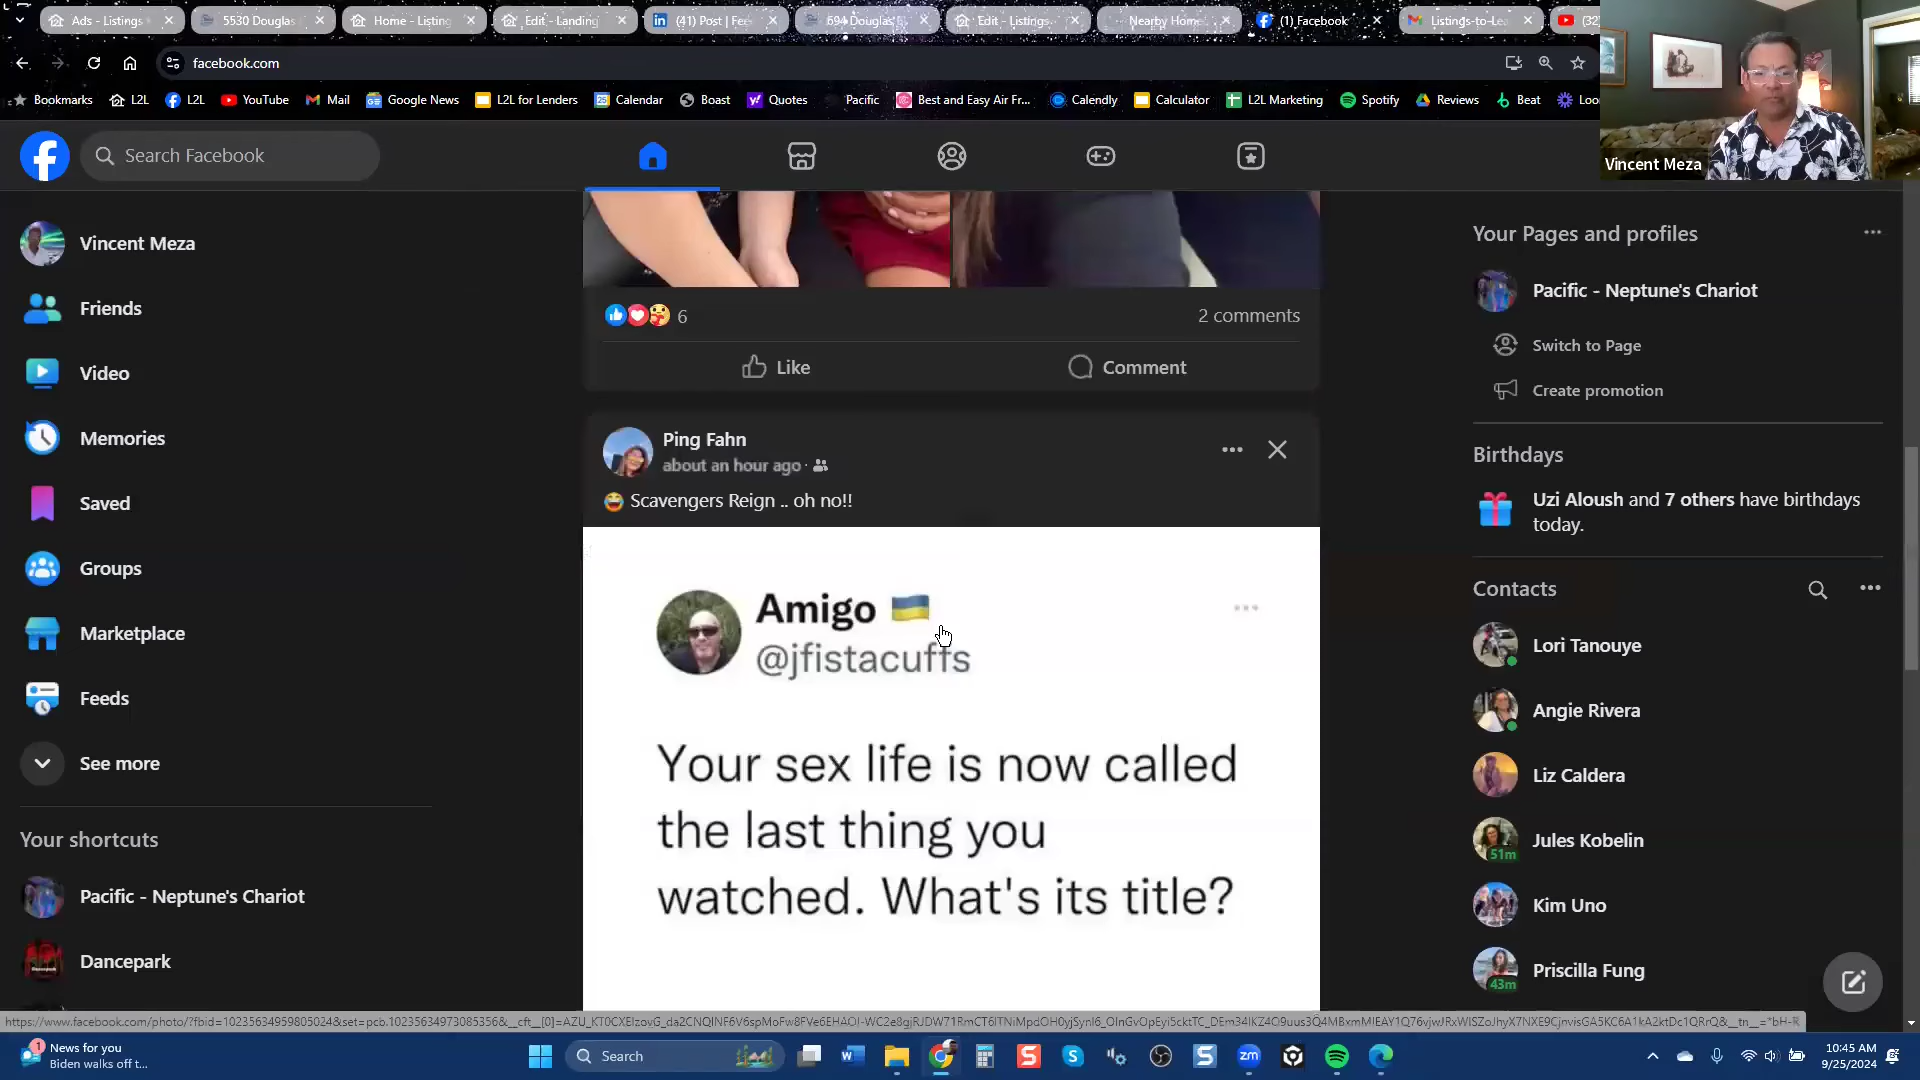 Ads - Listings
5530 Douglas
Home - Listing
Edit - Landing
(41) Post | Fee
694 Douglas
Edit - Listings
Nearby Home
(1) Facebook
Listings-to-Lea
(32)
facebook.com
Bookmarks
L2L
L2L
YouTube
Mail
Google News
L2L for Lenders
Calendar
Boast
Quotes
Pacific
Best and Easy Air Fr...
Calendly
Calculator
L2L Marketing
Spotify
Reviews
Beat
Loo
Vincent Meza
Search Facebook
Vincent Meza
Friends
Video
Memories
Saved
Groups
Marketplace
Feeds
See more
Your shortcuts
Pacific - Neptune's Chariot
Dancepark
6
2 comments
Like
Comment
Ping Fahn
about an hour ago ·
😂 Scavengers Reign .. oh no!!
Amigo 🇺🇦
@jfistacuffs
Your sex life is now called
the last thing you
watched. What's its title?
Your Pages and profiles
Pacific - Neptune's Chariot
Switch to Page
Create promotion
Birthdays
Uzi Aloush and 7 others have birthdays
today.
Contacts
Lori Tanouye
Angie Rivera
Liz Caldera
Jules Kobelin
51m
Kim Uno
Priscilla Fung
43m
1
News for you
Biden walks off t...
Search
zm
10:45 AM
9/25/2024